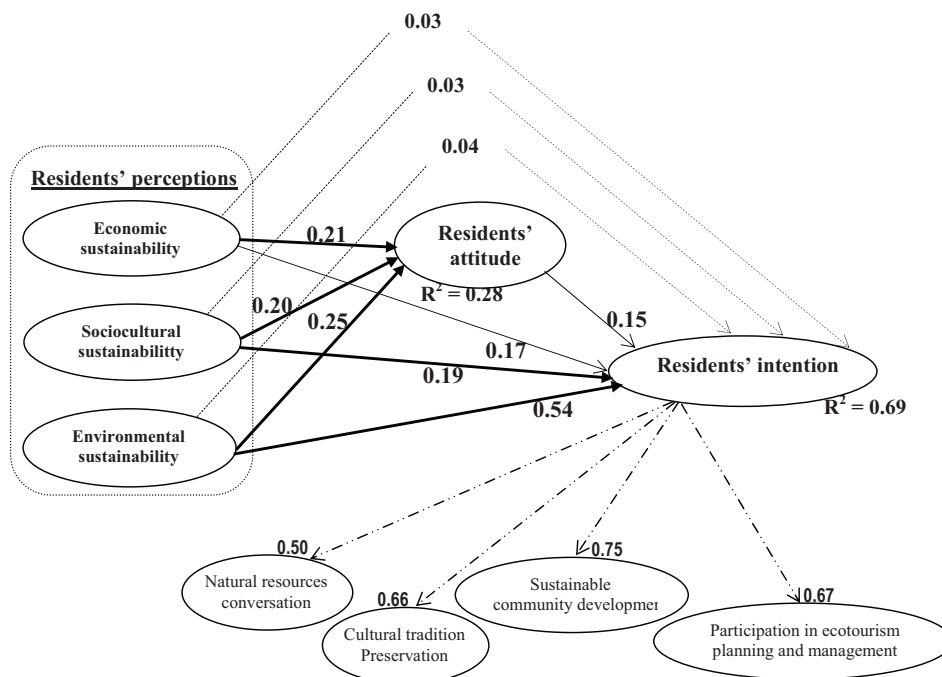 0.03
0.03
0.04
Residents' perceptions
Economic
sustainability
0.21
Residents'
attitude
R² = 0.28
0.20
0.25
Sociocultural
sustainabilitty
0.15
0.17
0.19
Residents' intention
R² = 0.69
0.54
Environmental
sustainability
0.50
Natural resources
conversation
0.66
Cultural tradition
Preservation
0.75
Sustainable
community developmer
0.67
Participation in ecotourism
planning and management